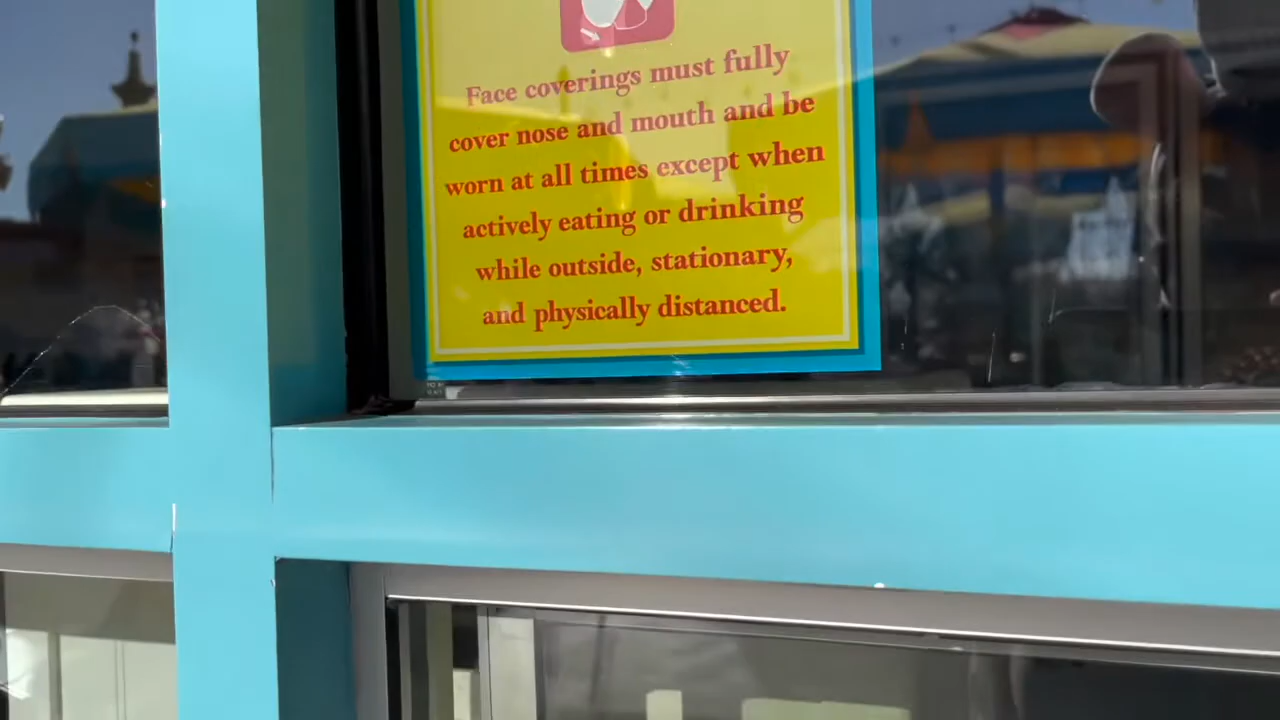 Face coverings must fully
cover nose and mouth and be
worn at all times except when
actively eating or drinking
while outside, stationary,
and physically distanced.